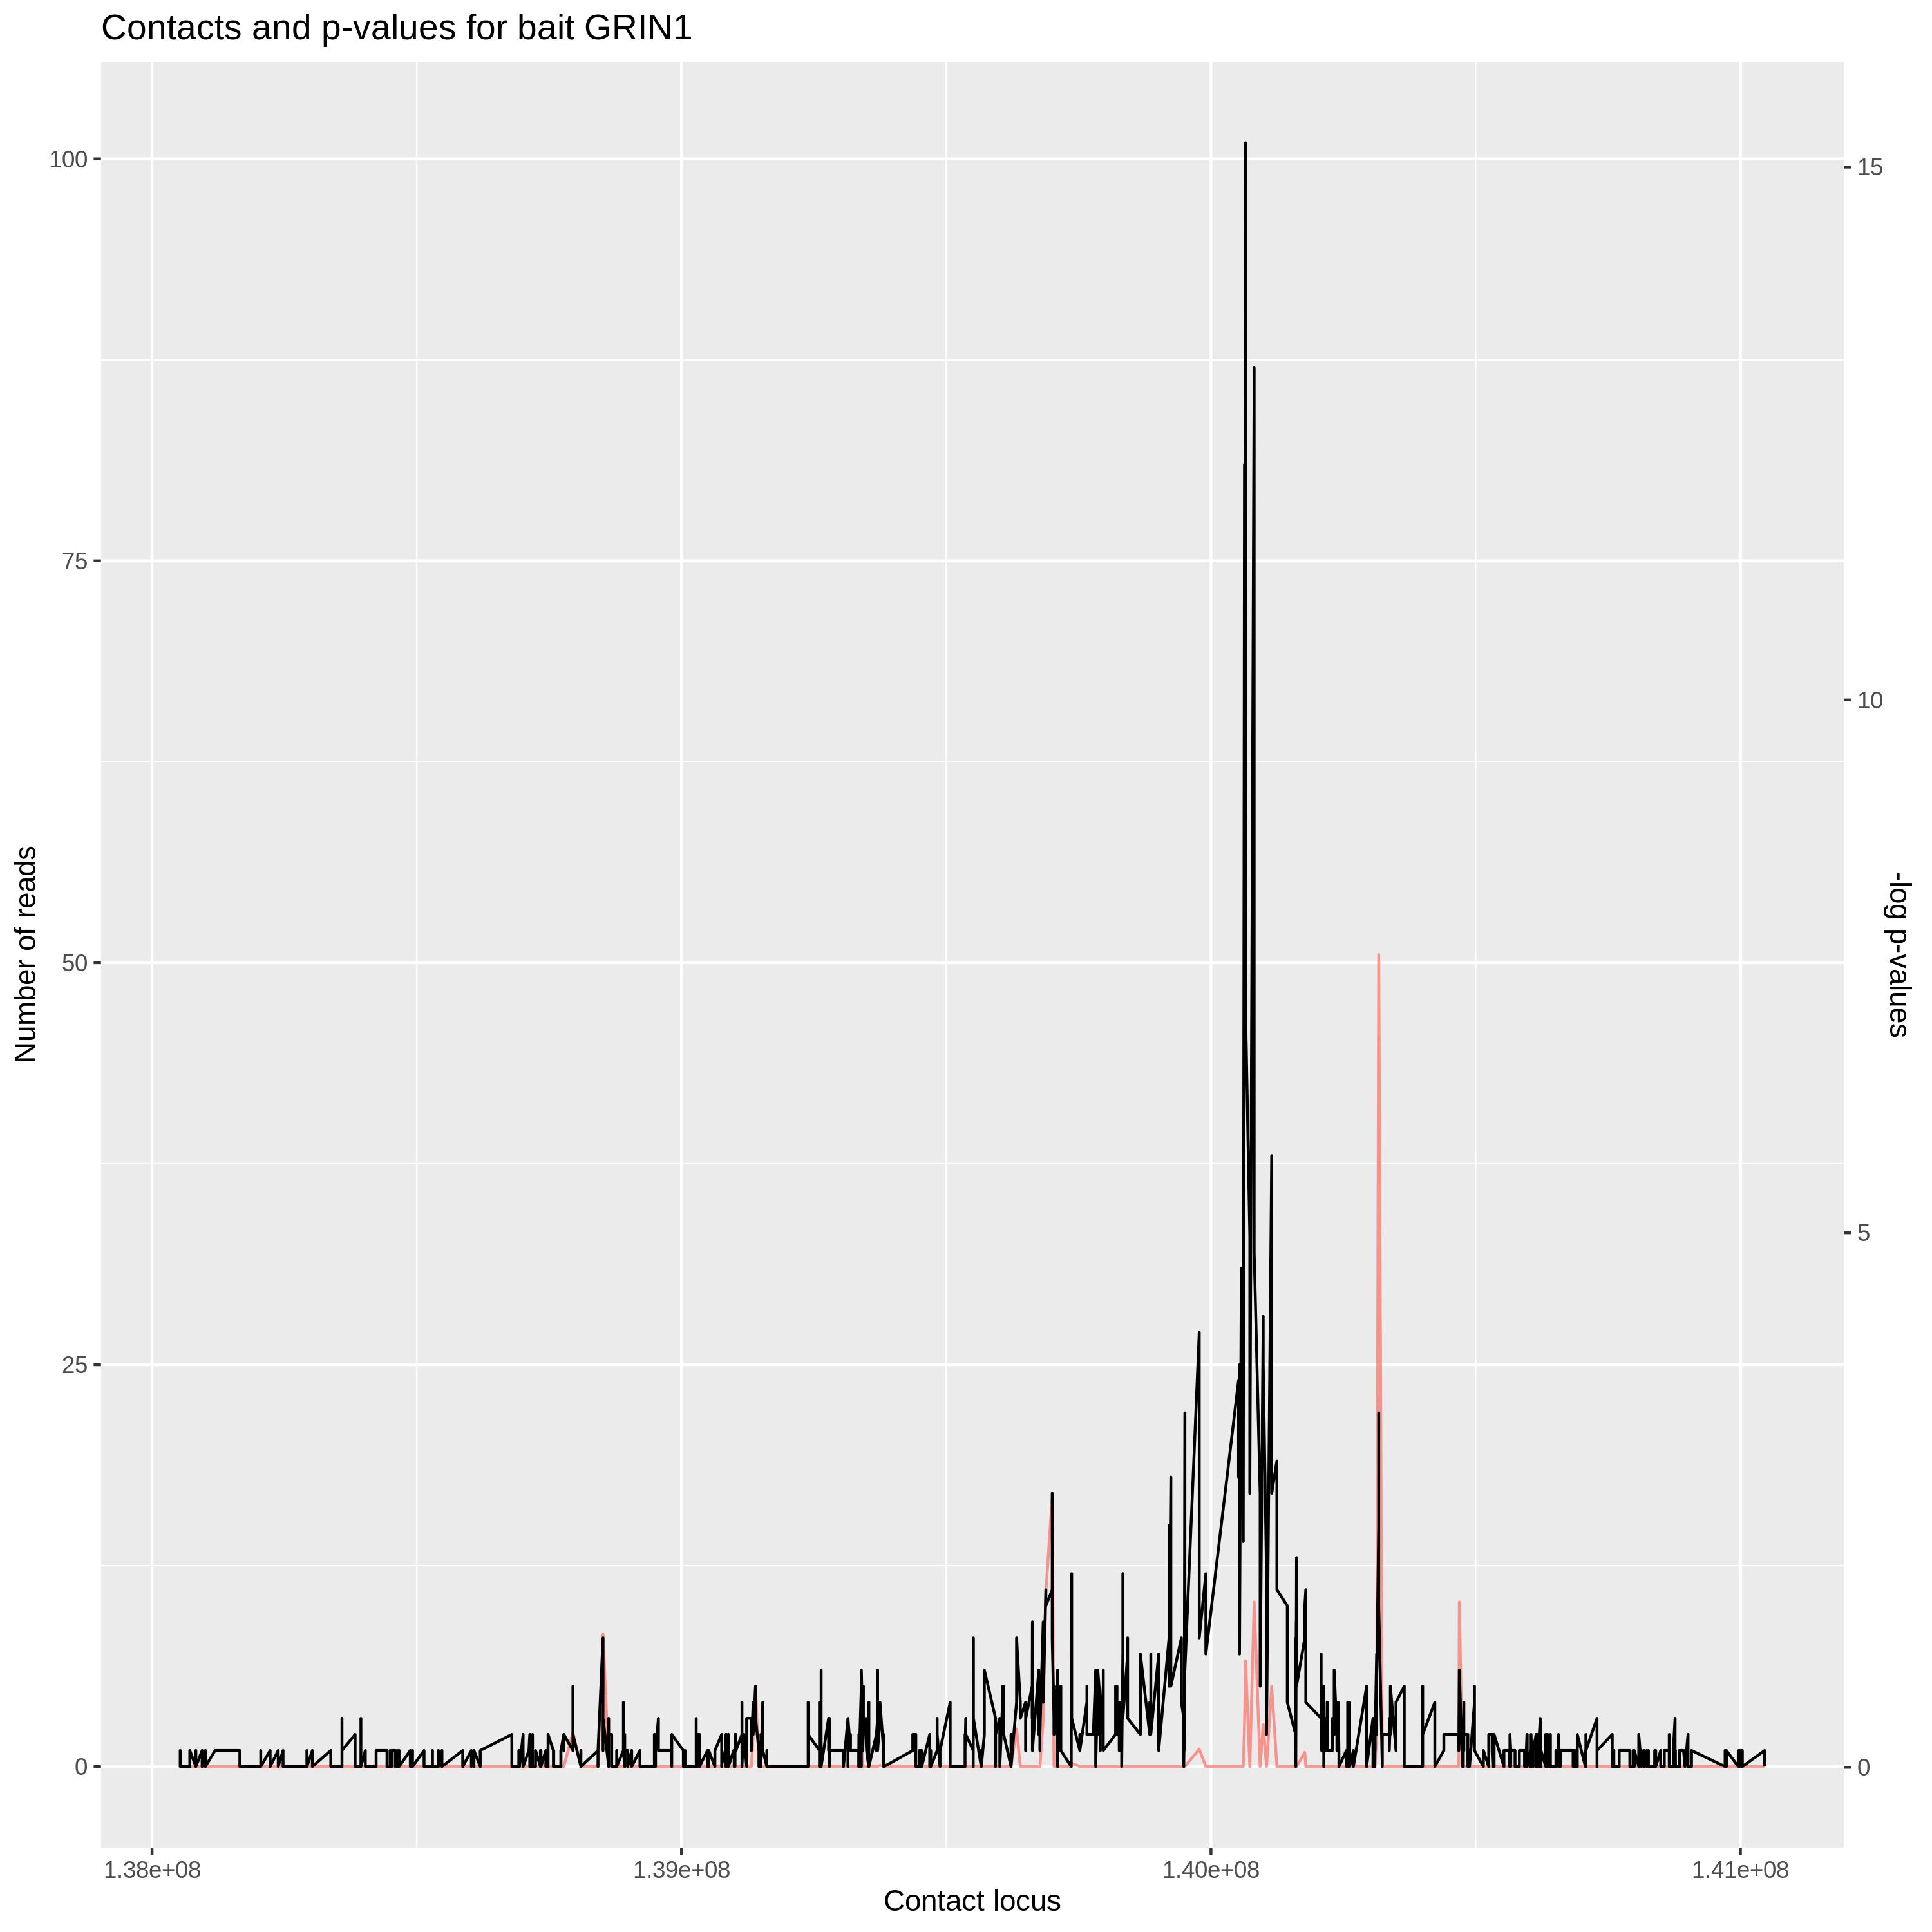 Contacts and p-values for bait GRIN1
100
75
50
25
0
Number of reads
15
10
5
0
-log p-values
1.38e+08
1.39e+08
1.40e+08
1.41e+08
Contact locus